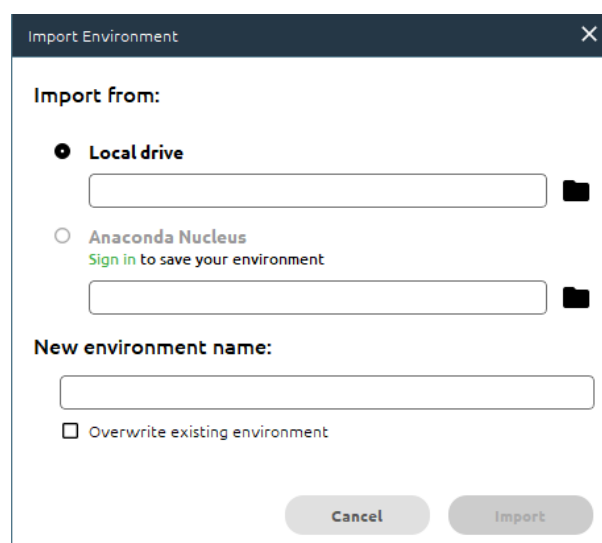 Import Environment
Import from:
Local drive
Anaconda Nucleus
Sign in to save your environment
New environment name:
Overwrite existing environment
Cancel Import